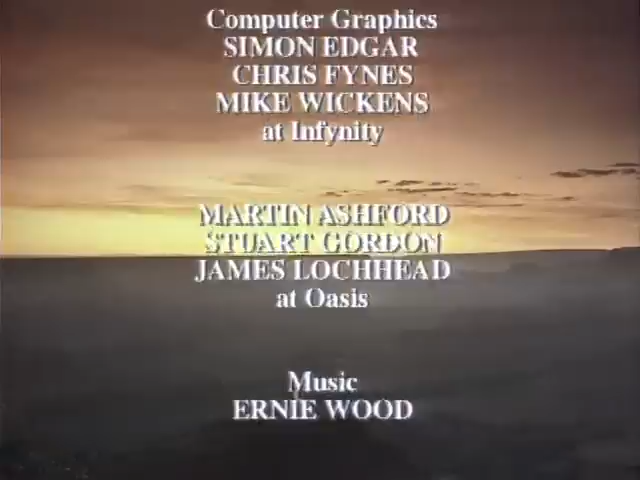 Computer Graphics
SIMON EDGAR
CHRIS FYNES
MIKE WICKENS
at Infynity
MARTIN ASHFORD
STUART GORDON
JAMES LOCHHEAD
at Oasis
Music
ERNIE WOOD